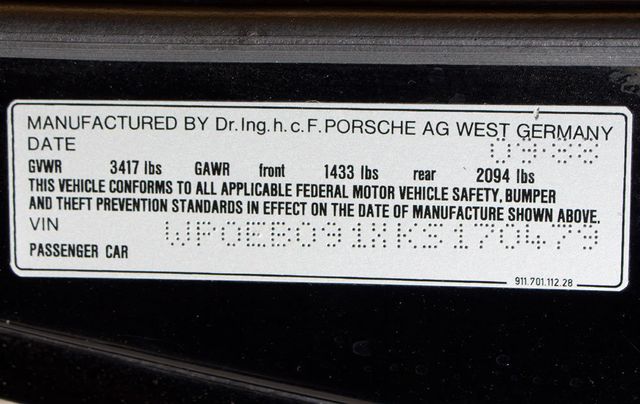 MANUFACTURED BY Dr.Ing.h.c.F.PORSCHE AG WEST GERMANY
DATE 09-88
GVWR 3417 lbs GAWR front 1433 lbs rear 2094 lbs
THIS VEHICLE CONFORMS TO ALL APPLICABLE FEDERAL MOTOR VEHICLE SAFETY, BUMPER
AND THEFT PREVENTION STANDARDS IN EFFECT ON THE DATE OF MANUFACTURE SHOWN ABOVE.
VIN WP0EB091XKS170479
PASSENGER CAR
911.701.112.28